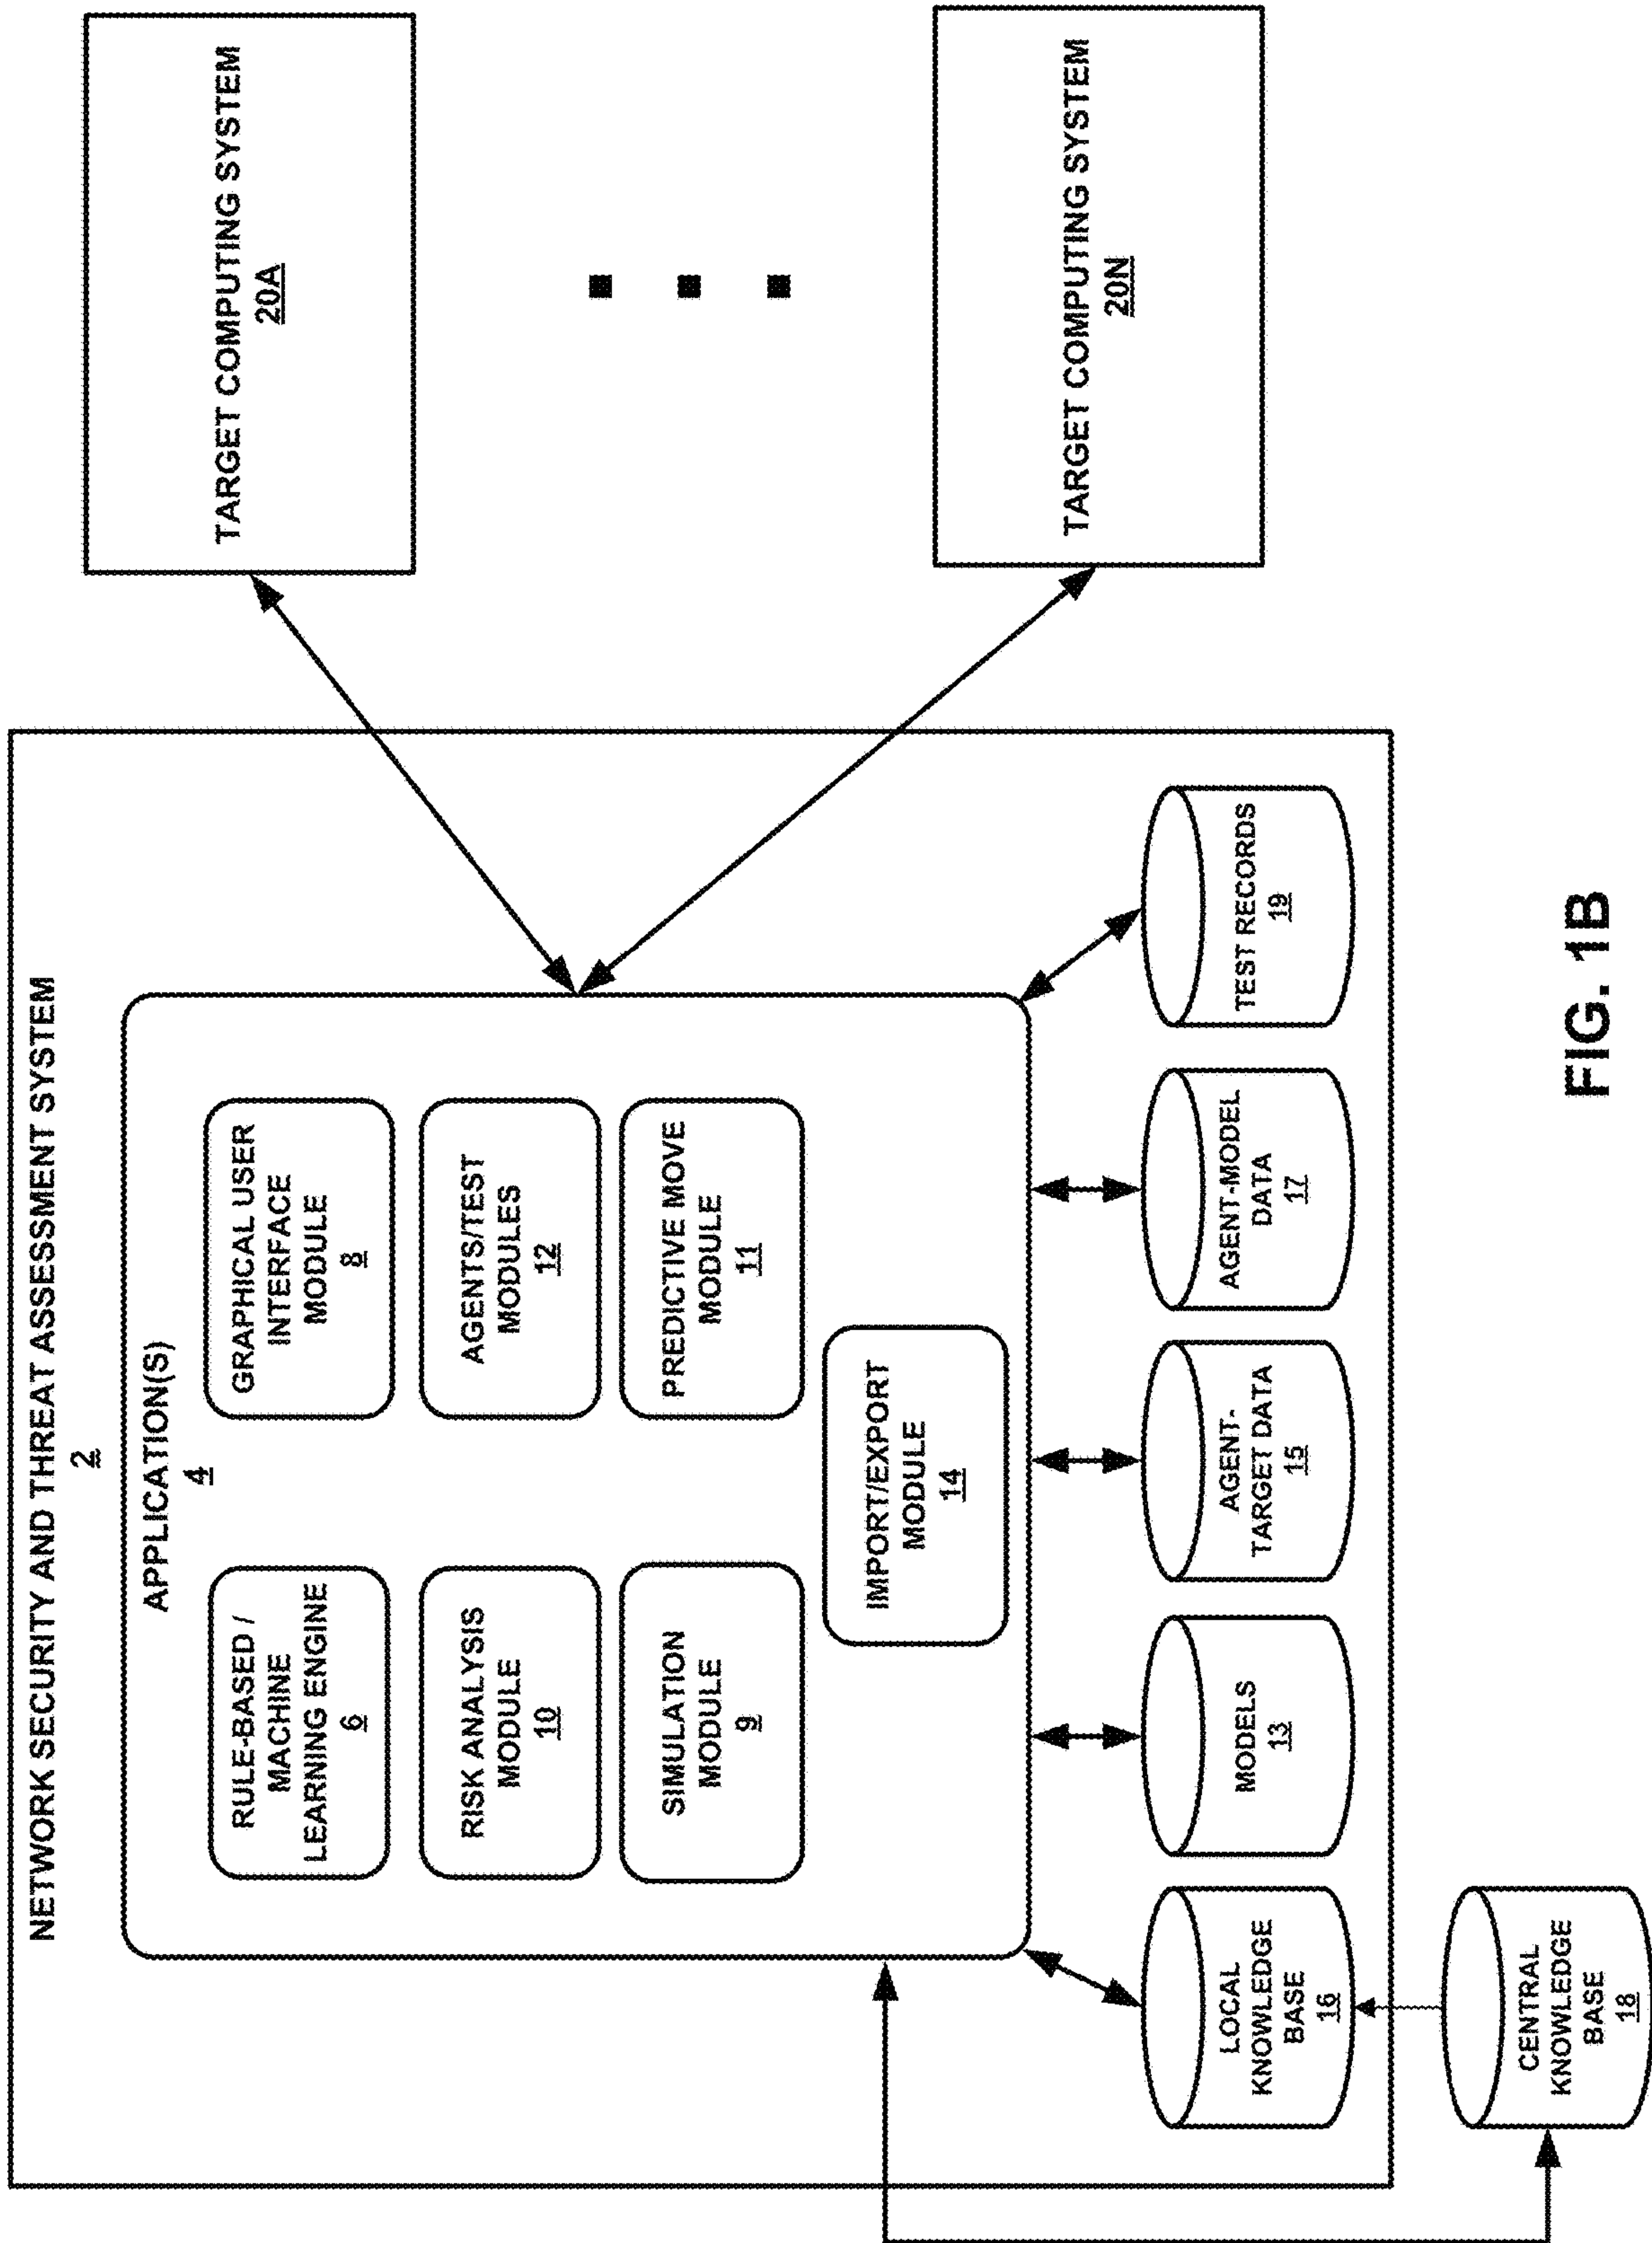 NETWORK SECURITY AND THREAT ASSESSMENT SYSTEM
2
APPLICATION(S)
4
RULE-BASED /
MACHINE
LEARNING ENGINE
6
GRAPHICAL USER
INTERFACE
MODULE
8
RISK ANALYSIS
MODULE
10
AGENTS/TEST
MODULES
12
SIMULATION
MODULE
9
PREDICTIVE MOVE
MODULE
11
IMPORT/EXPORT
MODULE
14
LOCAL
KNOWLEDGE
BASE
16
MODELS
13
AGENT-
TARGET DATA
15
AGENT-MODEL
DATA
17
TEST RECORDS
19
CENTRAL
KNOWLEDGE
BASE
18
TARGET COMPUTING SYSTEM
20A
TARGET COMPUTING SYSTEM
20N
FIG. 1B